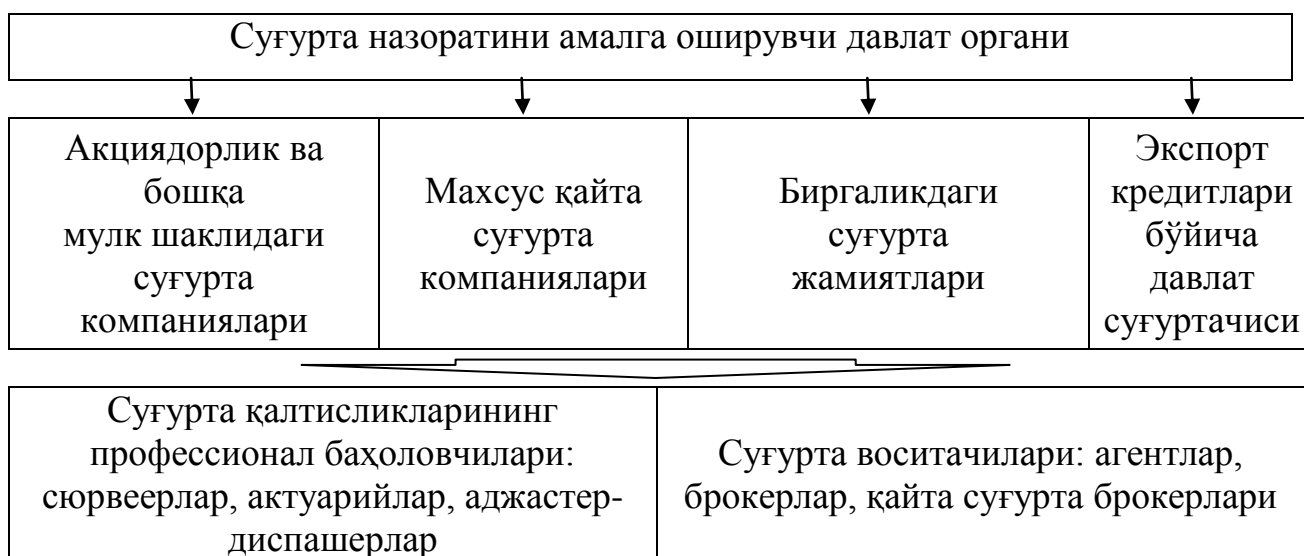 Суғурта назоратини амалга оширувчи давлат органи
Акциядорлик ва
бошқа
мулк шаклидаги
суғурта
компаниялари
Махсус қайта
суғурта
компаниялари
Биргаликдаги
суғурта
жамиятлари
Экспорт
кредитлари
бўйича
давлат
суғуртачиси
Суғурта қалтисликларининг
профессионал баҳоловчилари:
сюрвеерлар, актуарийлар, аджастер-
диспашерлар
Суғурта воситачилари: агентлар,
брокерлар, қайта суғурта брокерлари